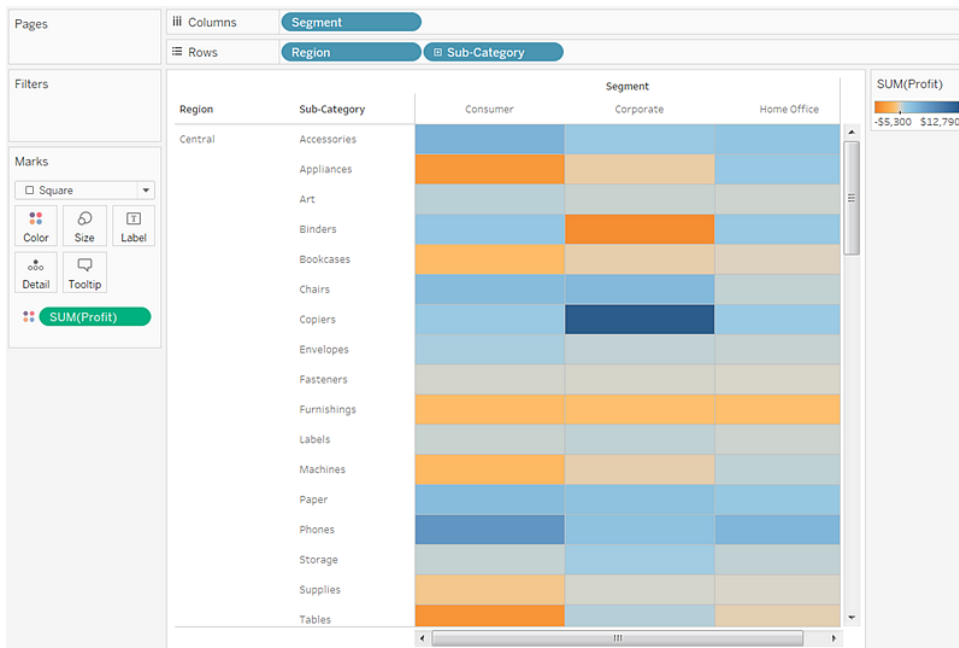 Pages
Columns
Segment
Rows
Region
Sub-Category
Filters
Marks
Square
Color
Size
Label
Detail
Tooltip
SUM(Profit)
Segment
Region
Sub-Category
Consumer
Corporate
Home Office
Central
Accessories
Appliances
Art
Binders
Bookcases
Chairs
Copiers
Envelopes
Fasteners
Furnishings
Labels
Machines
Paper
Phones
Storage
Supplies
Tables
SUM(Profit)
-$5,300 $12,790